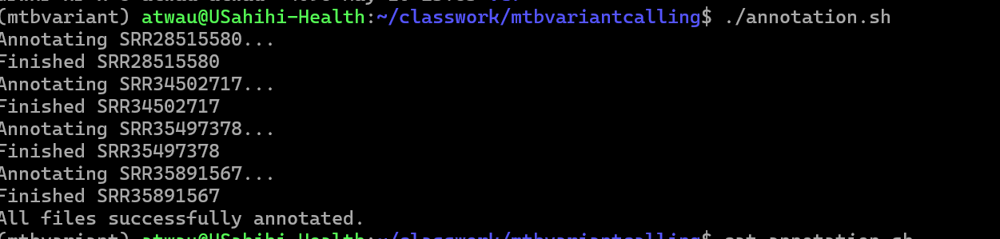 (mtbvariant) atwau@USahihi-Health:~/classwork/mtbvariantcalling$ ./annotation.sh
Annotating SRR28515580...
Finished SRR28515580
Annotating SRR34502717...
Finished SRR34502717
Annotating SRR35497378...
Finished SRR35497378
Annotating SRR35891567...
Finished SRR35891567
All files successfully annotated.
(mtbvariant) atwau@USahihi-Health:~/classwork/mtbvariantcalling$ cat annotation.sh